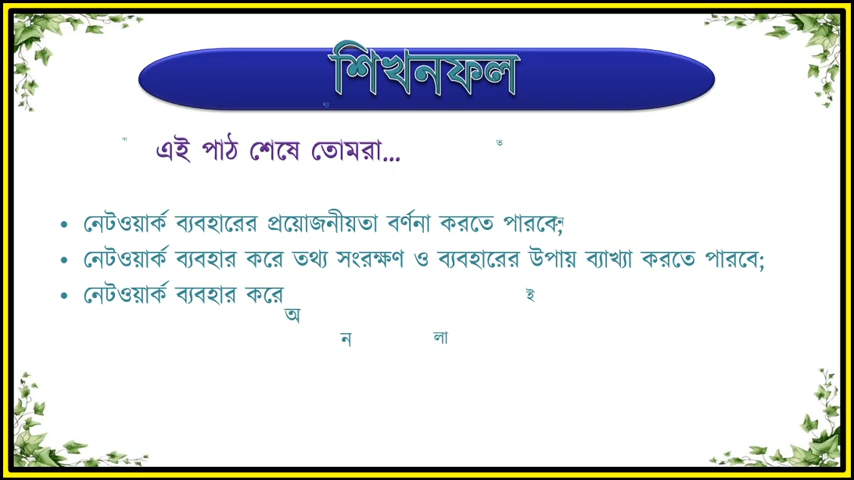 শিখনফল
এই পাঠ শেষে তোমরা...
• নেটওয়ার্ক ব্যবহারের প্রয়োজনীয়তা বর্ণনা করতে পারবে;
• নেটওয়ার্ক ব্যবহার করে তথ্য সংরক্ষণ ও ব্যবহারের উপায় ব্যাখ্যা করতে পারবে;
• নেটওয়ার্ক ব্যবহার করে
অ
ন
লা
ই
ত